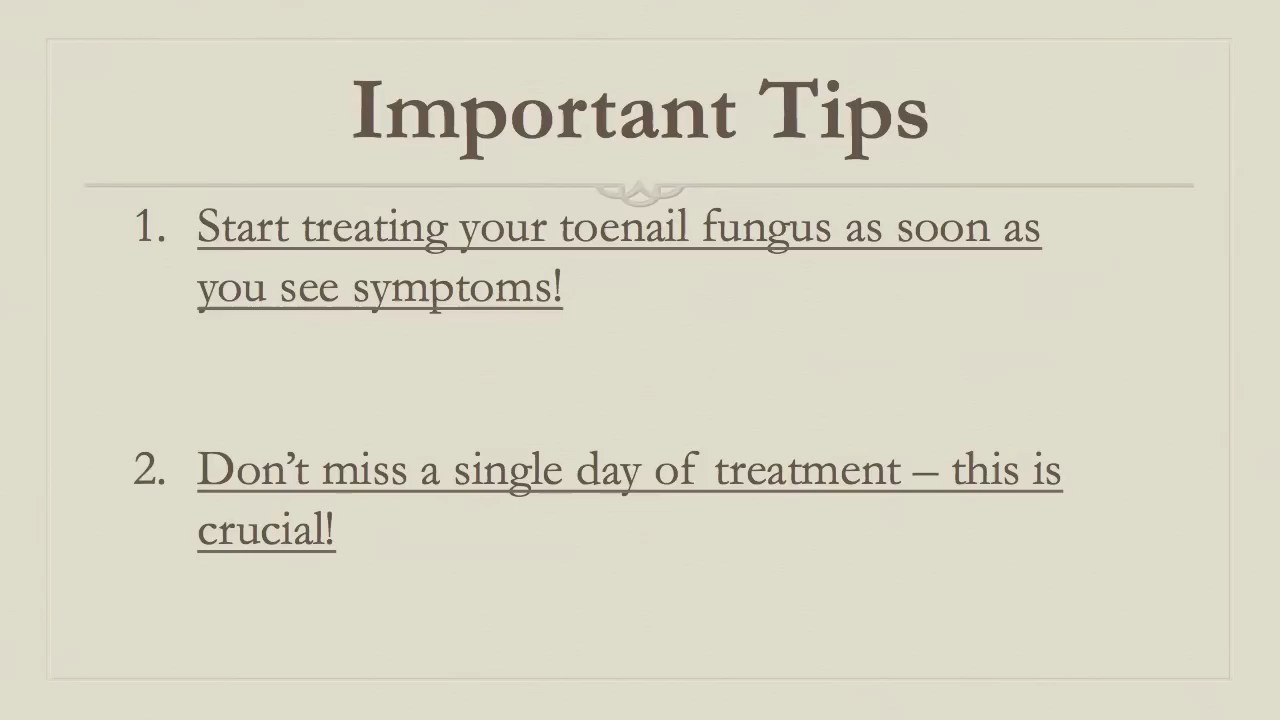 Important Tips
1. Start treating your toenail fungus as soon as
you see symptoms!
2. Don’t miss a single day of treatment – this is
crucial!